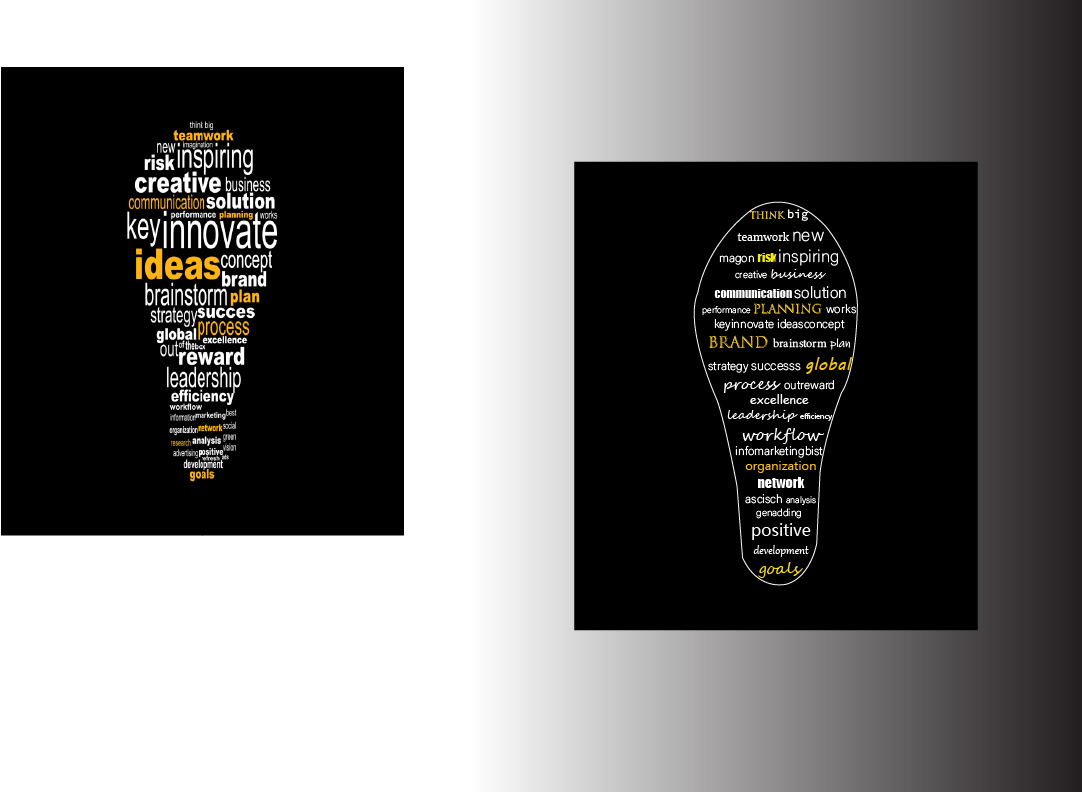 think big
teamwork
imagination
new
risk inspiring
creative business
communication solution
performance planning works
key innovate
ideas concept
brand
brainstorm plan
strategy succes
global process
excellence
out of the box
reward
leadership
efficiency
workflow
information marketing best
organization network social
research analysis green
advertising positive vision
refresh
development
goals
THINK big
teamwork new
magon risk inspiring
creative business
communication solution
performance PLANNING works
keyinnovate ideasconcept
BRAND brainstorm plan
strategy successs global
process outreward
excellence
leadership efficiency
workflow
infomarketingbist
organization
network
ascisch analysis
genadding
positive
development
goals